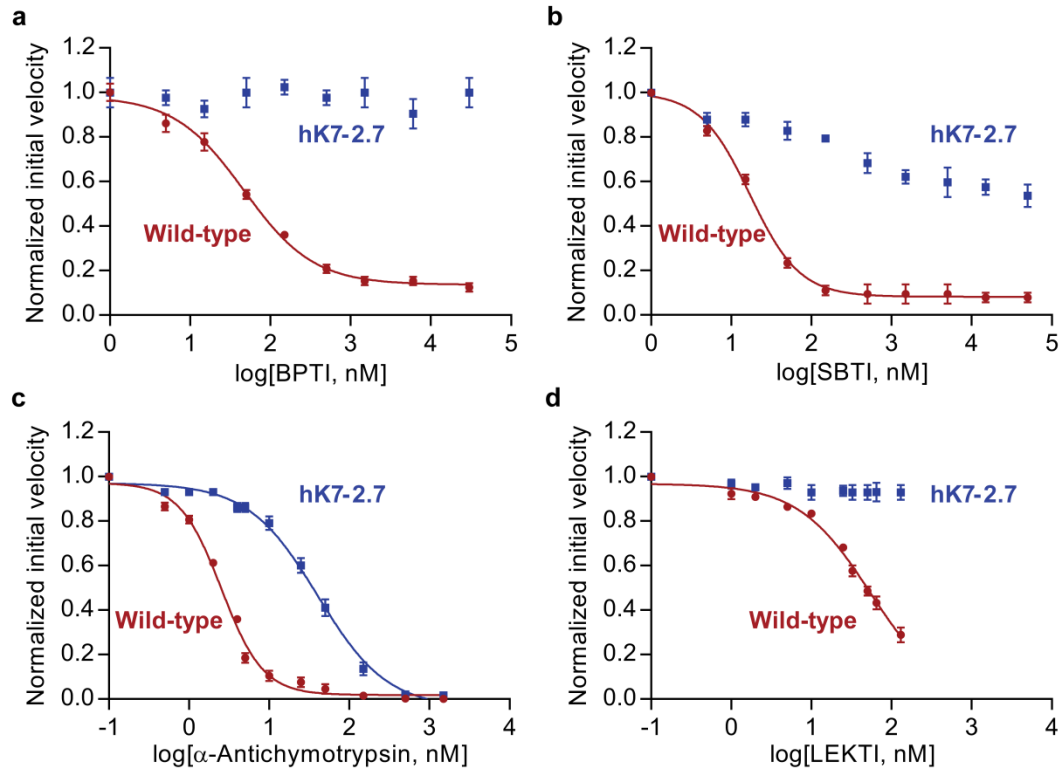 a
1.2
1.0
0.8
0.6
0.4
0.2
0.0
Normalized initial velocity
hK7-2.7
Wild-type
0 1 2 3 4 5
log[BPTI, nM]
b
1.2
1.0
0.8
0.6
0.4
0.2
0.0
Normalized initial velocity
hK7-2.7
Wild-type
0 1 2 3 4 5
log[SBTI, nM]
c
1.2
1.0
0.8
0.6
0.4
0.2
0.0
Normalized initial velocity
hK7-2.7
Wild-type
-1 0 1 2 3 4
log[α-Antichymotrypsin, nM]
d
1.2
1.0
0.8
0.6
0.4
0.2
0.0
Normalized initial velocity
hK7-2.7
Wild-type
-1 0 1 2 3 4
log[LEKTI, nM]